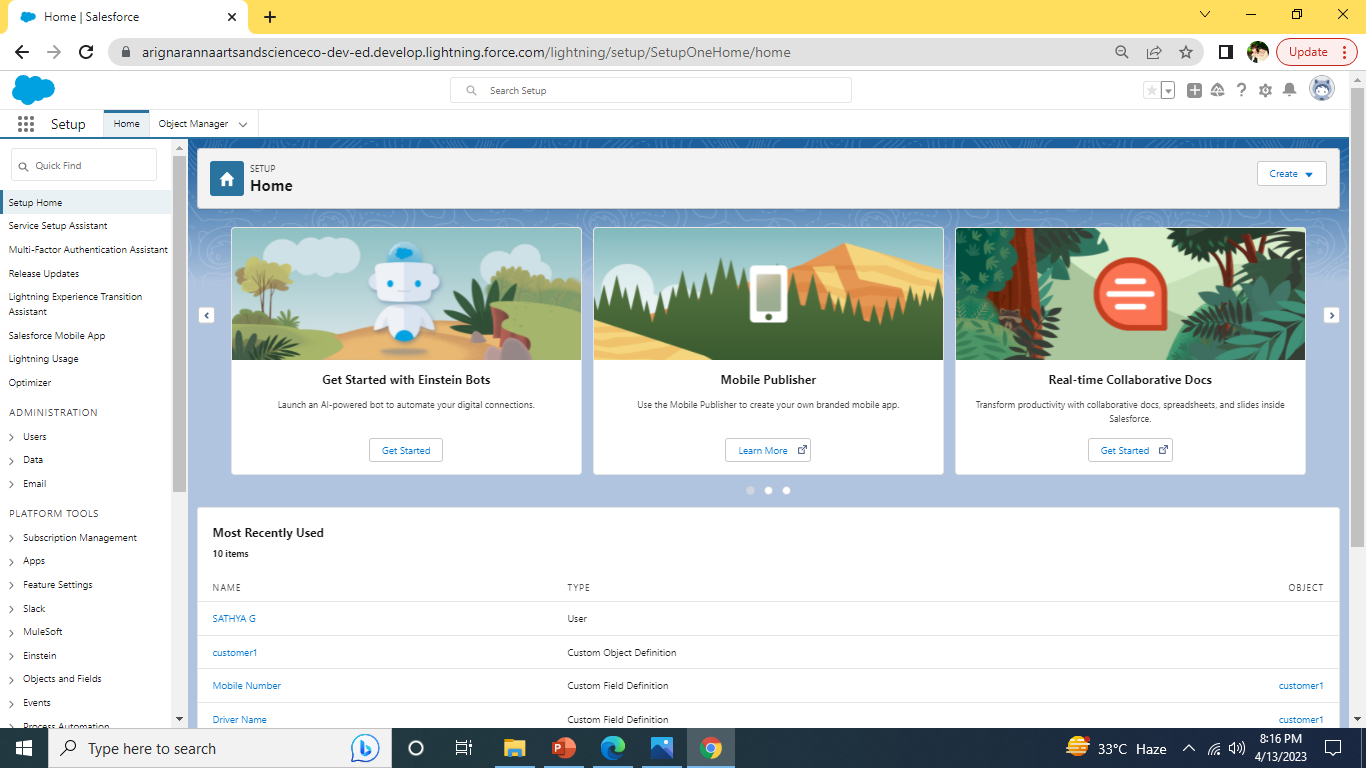 Home | Salesforce
arignarannaartsandscienceco-dev-ed.develop.lightning.force.com/lightning/setup/SetupOneHome/home
Update
Search Setup
Setup
Home
Object Manager
Quick Find
Setup Home
Service Setup Assistant
Multi-Factor Authentication Assistant
Release Updates
Lightning Experience Transition
Assistant
Salesforce Mobile App
Lightning Usage
Optimizer
ADMINISTRATION
Users
Data
Email
PLATFORM TOOLS
Subscription Management
Apps
Feature Settings
Slack
MuleSoft
Einstein
Objects and Fields
Events
Process Automation
SETUP
Home
Create
Get Started with Einstein Bots
Launch an AI-powered bot to automate your digital connections.
Get Started
Mobile Publisher
Use the Mobile Publisher to create your own branded mobile app.
Learn More
Real-time Collaborative Docs
Transform productivity with collaborative docs, spreadsheets, and slides inside
Salesforce.
Get Started
Most Recently Used
10 items
NAME TYPE OBJECT
SATHYA G User
customer1 Custom Object Definition
Mobile Number Custom Field Definition customer1
Driver Name Custom Field Definition customer1
Type here to search
33°C Haze
8:16 PM
4/13/2023